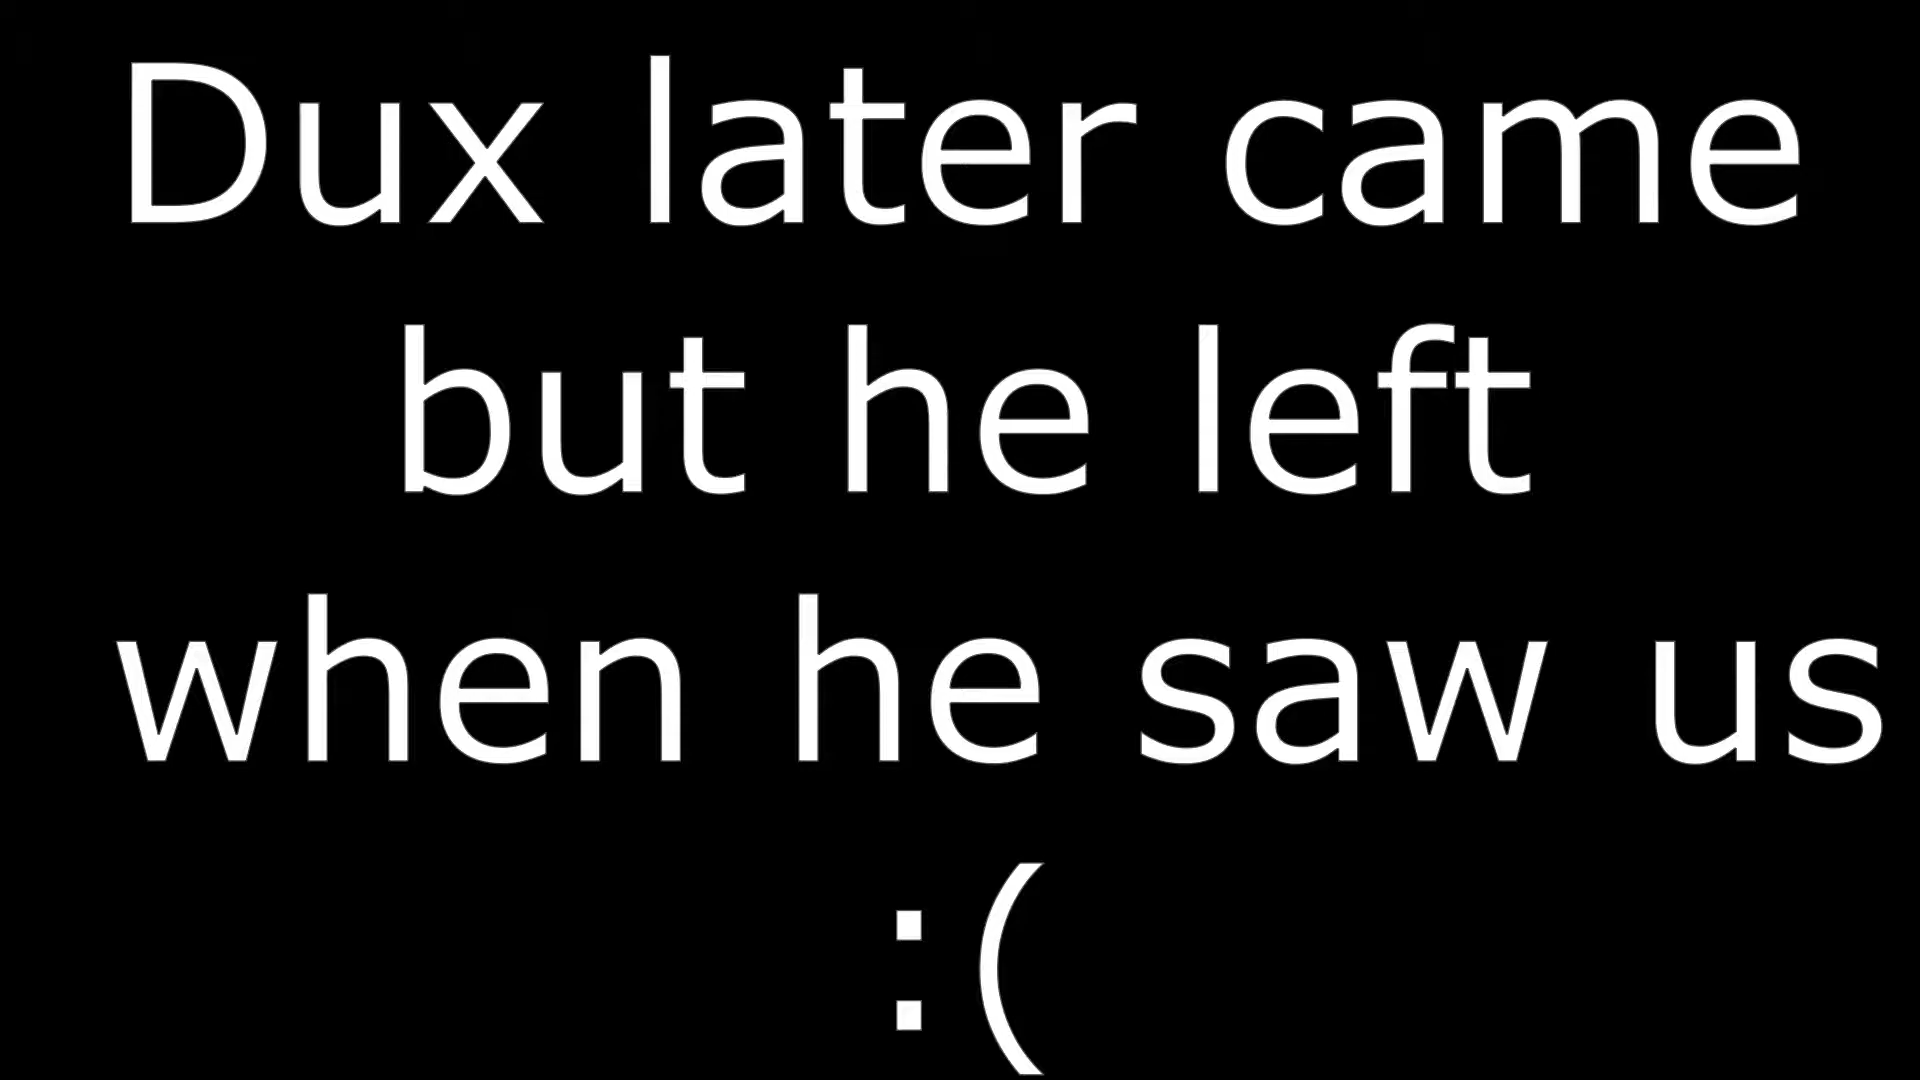 Dux later came
but he left
when he saw us
:(